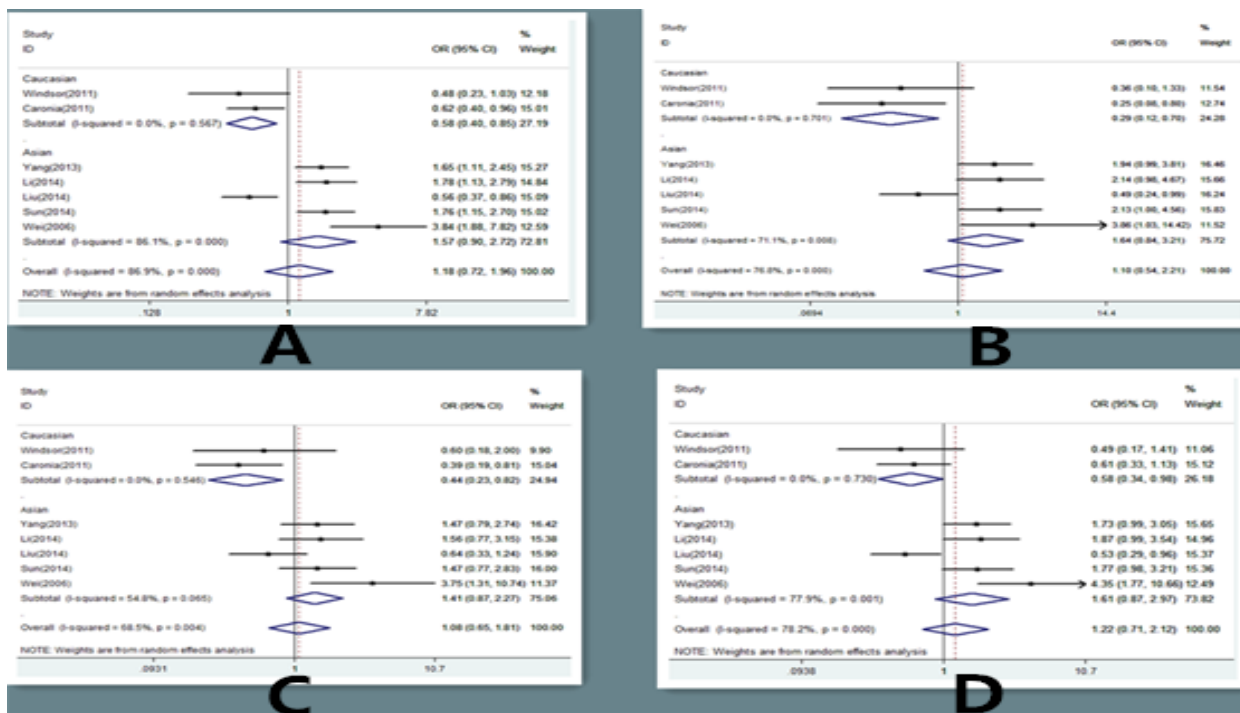 Study %
ID OR (95% CI) Weight
Caucasian
Windsor(2011) 0.48 (0.23, 1.03) 12.18
Caronia(2011) 0.62 (0.40, 0.96) 15.01
Subtotal (I-squared = 0.0%, p = 0.567) 0.58 (0.40, 0.85) 27.19
.
Asian
Yang(2013) 1.65 (1.11, 2.45) 15.27
Li(2014) 1.78 (1.13, 2.79) 14.84
Liu(2014) 0.56 (0.37, 0.86) 15.09
Sun(2014) 1.76 (1.15, 2.70) 15.02
Wei(2006) 3.84 (1.88, 7.82) 12.59
Subtotal (I-squared = 86.1%, p = 0.000) 1.57 (0.90, 2.72) 72.81
.
Overall (I-squared = 86.9%, p = 0.000) 1.18 (0.72, 1.96) 100.00
NOTE: Weights are from random effects analysis
.128 1 7.82
A
Study %
ID OR (95% CI) Weight
Caucasian
Windsor(2011) 0.36 (0.10, 1.33) 11.54
Caronia(2011) 0.25 (0.08, 0.80) 12.74
Subtotal (I-squared = 0.0%, p = 0.701) 0.29 (0.12, 0.70) 24.28
.
Asian
Yang(2013) 1.94 (0.99, 3.81) 16.46
Li(2014) 2.14 (0.98, 4.67) 15.66
Liu(2014) 0.49 (0.24, 0.99) 16.24
Sun(2014) 2.13 (1.00, 4.56) 15.83
Wei(2006) 3.86 (1.03, 14.42) 11.52
Subtotal (I-squared = 71.1%, p = 0.008) 1.64 (0.84, 3.21) 75.72
.
Overall (I-squared = 76.8%, p = 0.000) 1.10 (0.54, 2.21) 100.00
NOTE: Weights are from random effects analysis
.0694 1 14.4
B
Study %
ID OR (95% CI) Weight
Caucasian
Windsor(2011) 0.60 (0.18, 2.00) 9.90
Caronia(2011) 0.39 (0.19, 0.81) 15.04
Subtotal (I-squared = 0.0%, p = 0.546) 0.44 (0.23, 0.82) 24.94
.
Asian
Yang(2013) 1.47 (0.79, 2.74) 16.42
Li(2014) 1.56 (0.77, 3.15) 15.38
Liu(2014) 0.64 (0.33, 1.24) 15.90
Sun(2014) 1.47 (0.77, 2.83) 16.00
Wei(2006) 3.75 (1.31, 10.74) 11.37
Subtotal (I-squared = 54.8%, p = 0.065) 1.41 (0.87, 2.27) 75.06
.
Overall (I-squared = 68.5%, p = 0.004) 1.08 (0.65, 1.81) 100.00
NOTE: Weights are from random effects analysis
.0931 1 10.7
C
Study %
ID OR (95% CI) Weight
Caucasian
Windsor(2011) 0.49 (0.17, 1.41) 11.06
Caronia(2011) 0.61 (0.33, 1.13) 15.12
Subtotal (I-squared = 0.0%, p = 0.730) 0.58 (0.34, 0.98) 26.18
.
Asian
Yang(2013) 1.73 (0.99, 3.05) 15.65
Li(2014) 1.87 (0.99, 3.54) 14.96
Liu(2014) 0.53 (0.29, 0.96) 15.37
Sun(2014) 1.77 (0.98, 3.21) 15.36
Wei(2006) 4.35 (1.77, 10.66) 12.49
Subtotal (I-squared = 77.9%, p = 0.001) 1.61 (0.87, 2.97) 73.82
.
Overall (I-squared = 78.2%, p = 0.000) 1.22 (0.71, 2.12) 100.00
NOTE: Weights are from random effects analysis
.0938 1 10.7
D